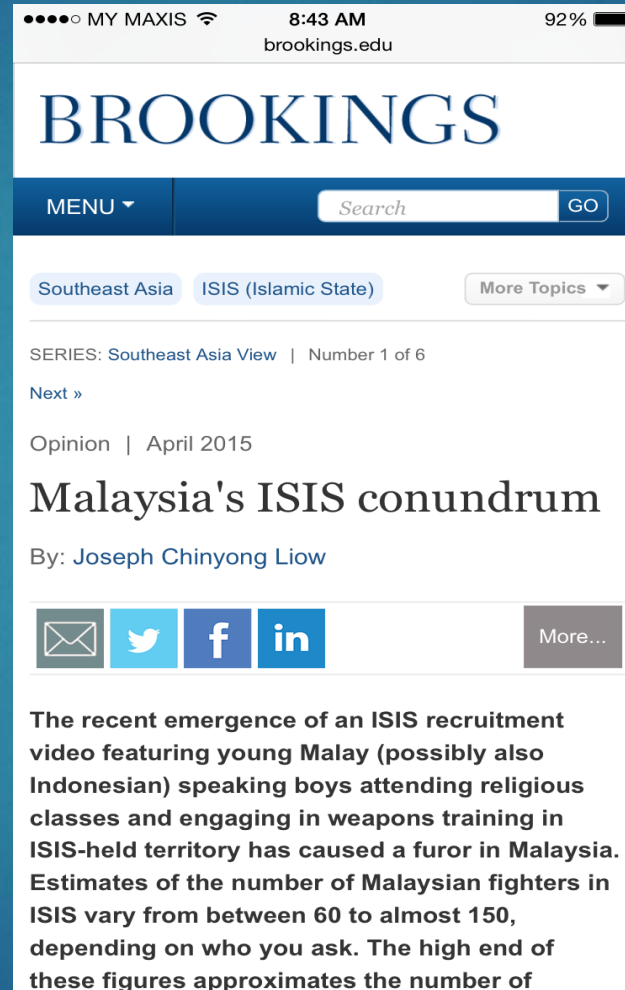 MY MAXIS 8:43 AM 92%
brookings.edu
BROOKINGS
MENU Search GO
Southeast Asia ISIS (Islamic State) More Topics
SERIES: Southeast Asia View | Number 1 of 6
Next »
Opinion | April 2015
Malaysia's ISIS conundrum
By: Joseph Chinyong Liow
f in More...
The recent emergence of an ISIS recruitment
video featuring young Malay (possibly also
Indonesian) speaking boys attending religious
classes and engaging in weapons training in
ISIS-held territory has caused a furor in Malaysia.
Estimates of the number of Malaysian fighters in
ISIS vary from between 60 to almost 150,
depending on who you ask. The high end of
these figures approximates the number of